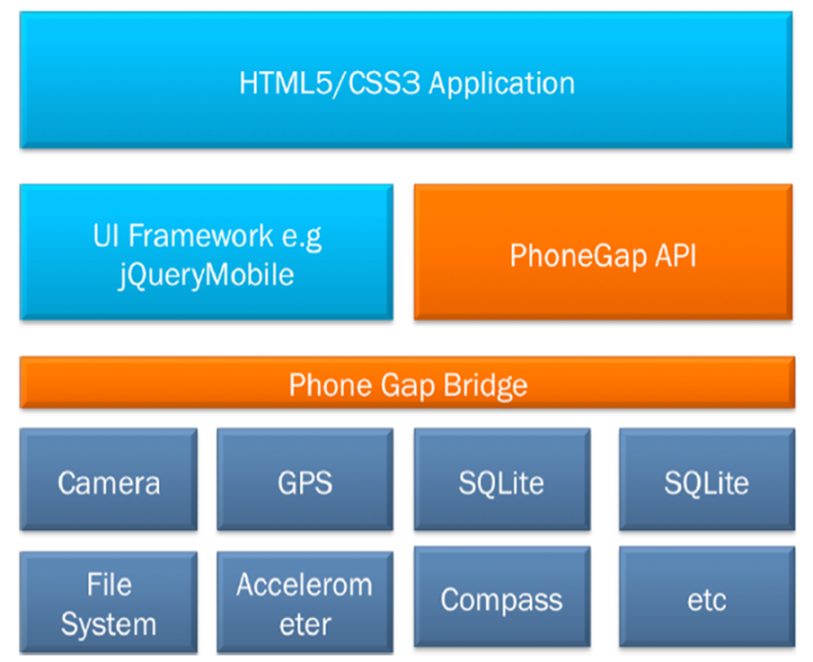 HTML5/CSS3 Application
UI Framework e.g
jQueryMobile
PhoneGap API
Phone Gap Bridge
Camera
GPS
SQLite
SQLite
File
System
Accelerom
eter
Compass
etc